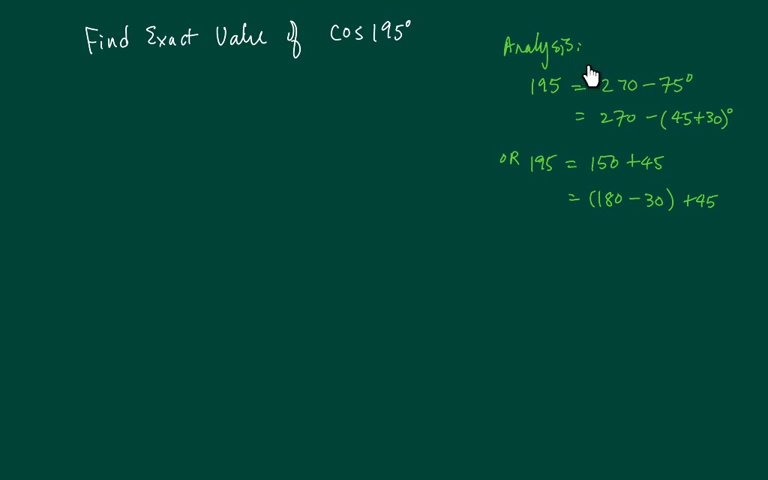 Find Exact Value of cos 195°
Analysis:
195 = 270 - 75°
= 270 - (45+30)°
OR 195 = 150 + 45
= (180 - 30) + 45